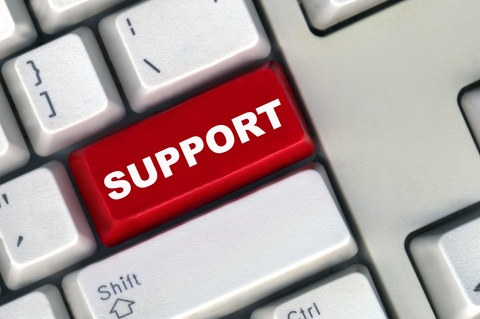 ¦
\
}
]
SUPPORT
"
'
Shift
Ctrl